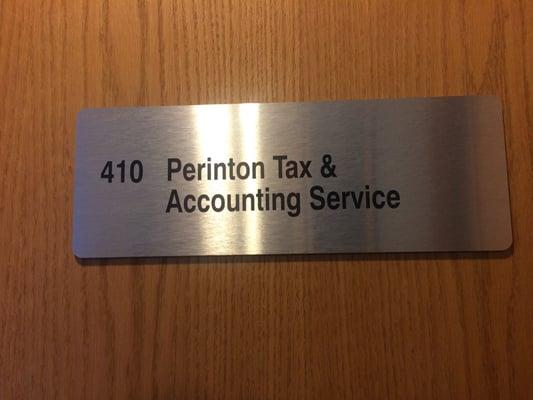 410 Perinton Tax &
Accounting Service